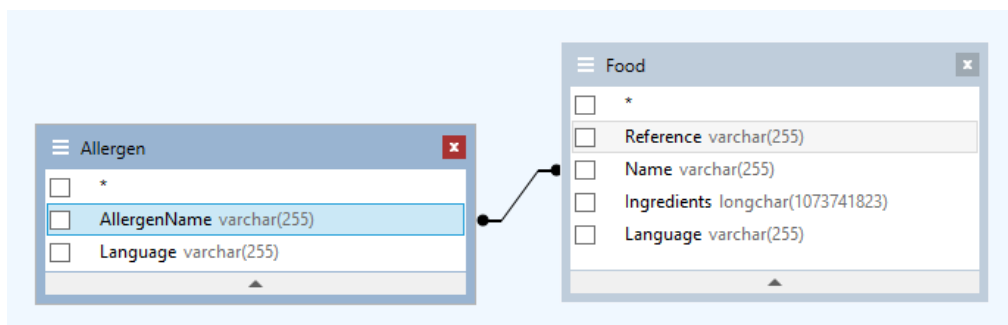 Allergen
*
AllergenName varchar(255)
Language varchar(255)
Food
*
Reference varchar(255)
Name varchar(255)
Ingredients longchar(1073741823)
Language varchar(255)